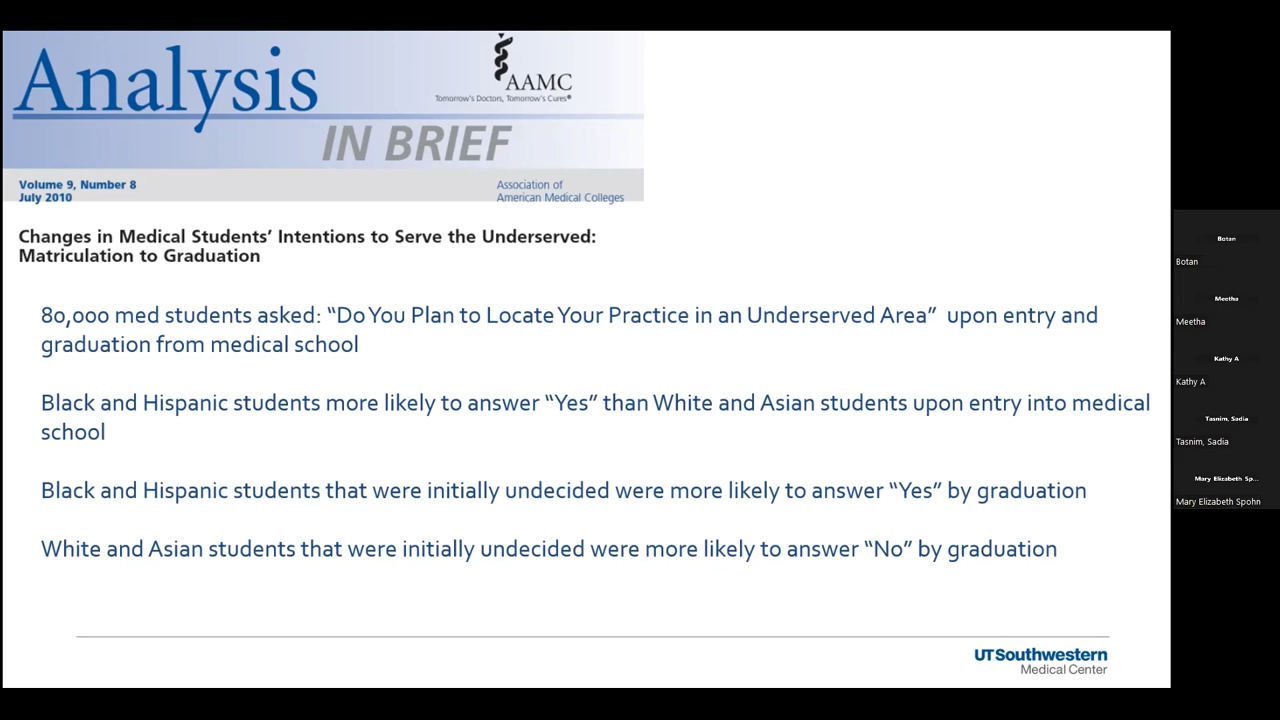 Analysis
IN BRIEF
AAMC
Tomorrow's Doctors, Tomorrow's Cures®
Volume 9, Number 8
July 2010
Association of
American Medical Colleges
Changes in Medical Students' Intentions to Serve the Underserved:
Matriculation to Graduation
80,000 med students asked: “Do You Plan to Locate Your Practice in an Underserved Area” upon entry and
graduation from medical school
Black and Hispanic students more likely to answer “Yes” than White and Asian students upon entry into medical
school
Black and Hispanic students that were initially undecided were more likely to answer “Yes” by graduation
White and Asian students that were initially undecided were more likely to answer “No” by graduation
UTSouthwestern
Medical Center
Botan
Botan
Meetha
Meetha
Kathy A
Kathy A
Tasnim, Sadia
Tasnim, Sadia
Mary Elizabeth Sp...
Mary Elizabeth Spohn